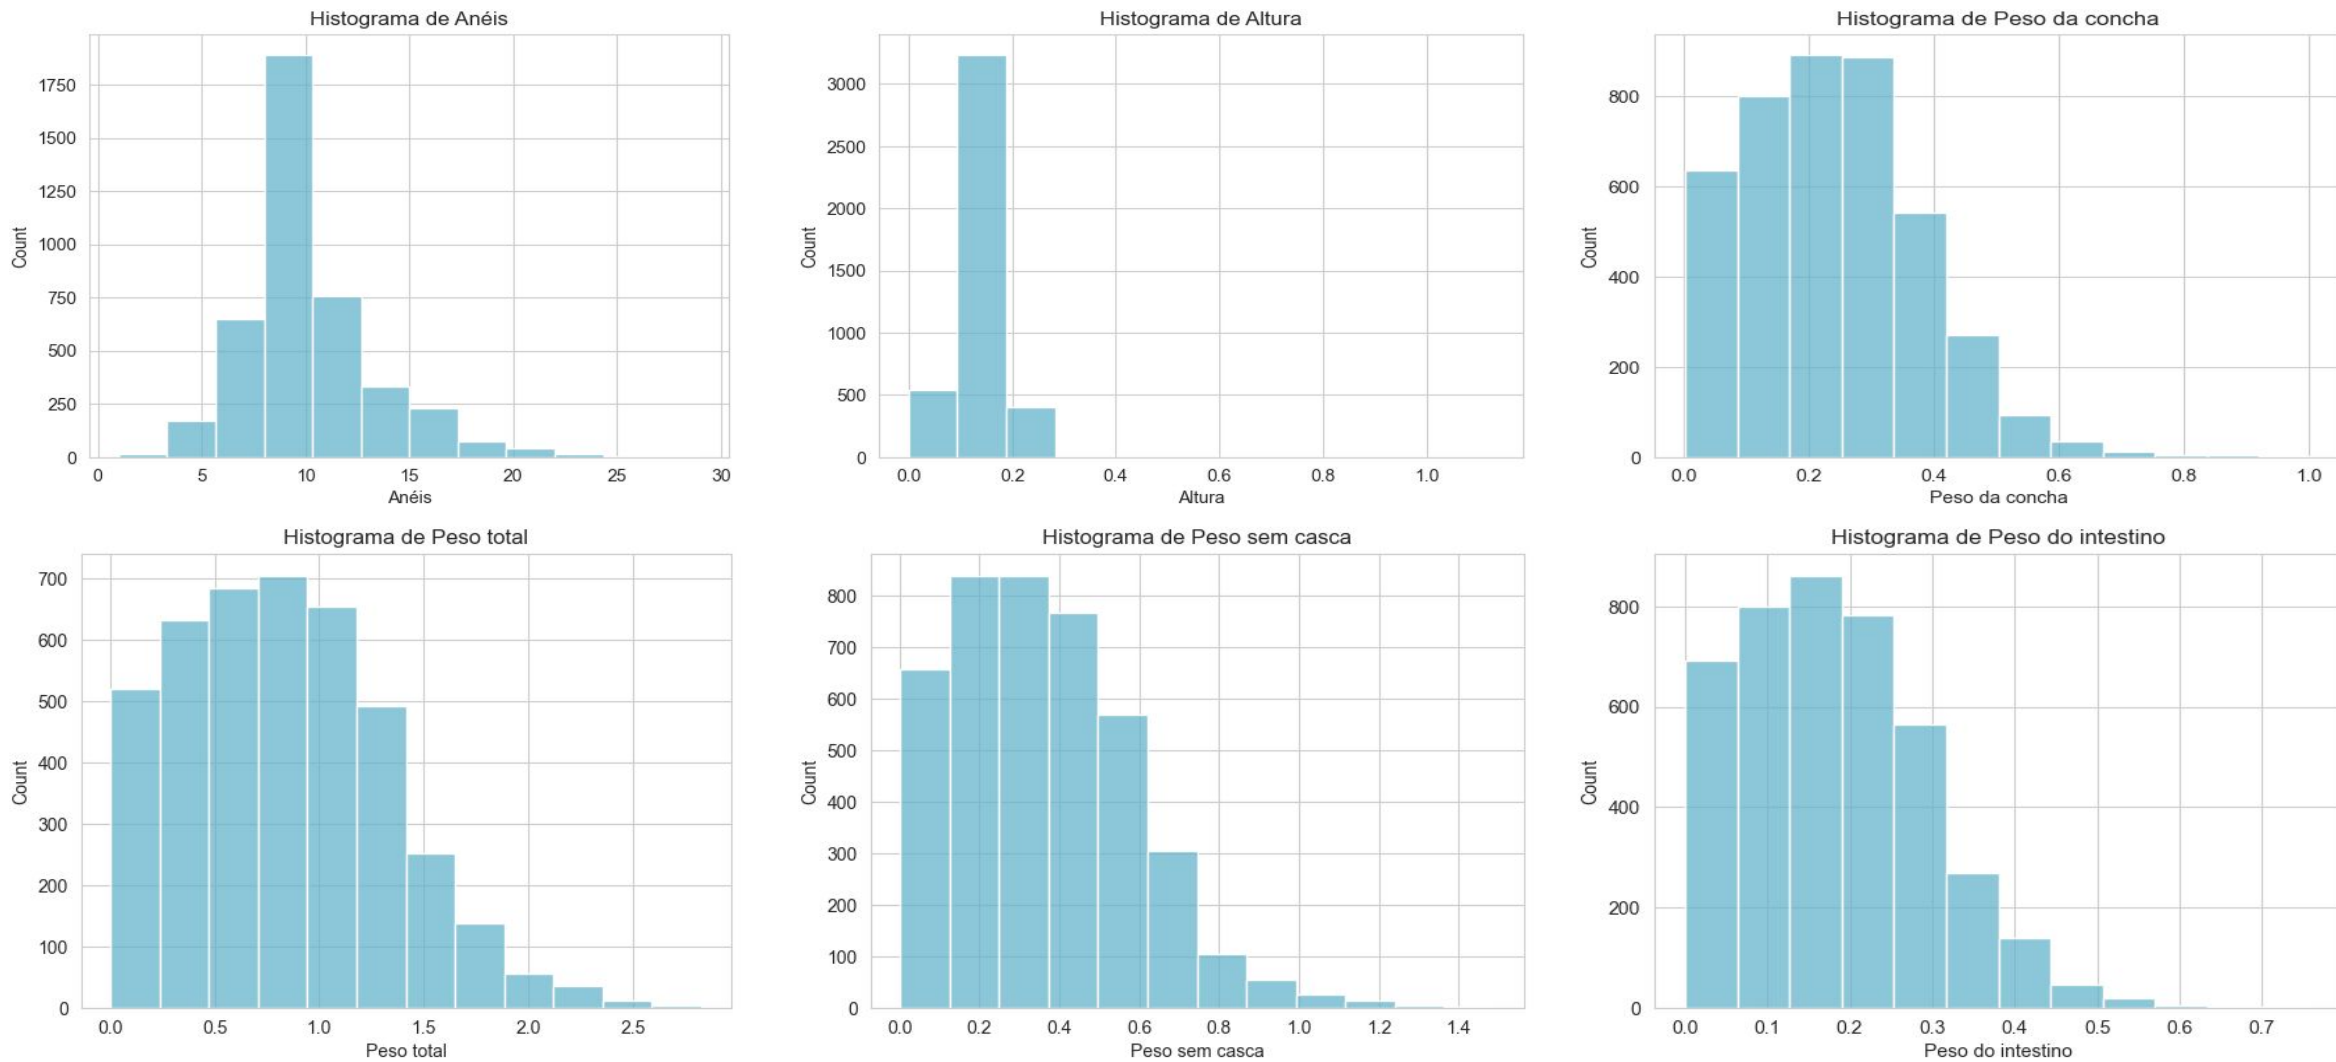 Histograma de Anéis
1750
1500
1250
1000
750
500
250
0
Count
0 5 10 15 20 25 30
Anéis
Histograma de Altura
3000
2500
2000
1500
1000
500
0
Count
0.0 0.2 0.4 0.6 0.8 1.0
Altura
Histograma de Peso da concha
800
600
400
200
0
Count
0.0 0.2 0.4 0.6 0.8 1.0
Peso da concha
Histograma de Peso total
700
600
500
400
300
200
100
0
Count
0.0 0.5 1.0 1.5 2.0 2.5
Peso total
Histograma de Peso sem casca
800
700
600
500
400
300
200
100
0
Count
0.0 0.2 0.4 0.6 0.8 1.0 1.2 1.4
Peso sem casca
Histograma de Peso do intestino
800
600
400
200
0
Count
0.0 0.1 0.2 0.3 0.4 0.5 0.6 0.7
Peso do intestino